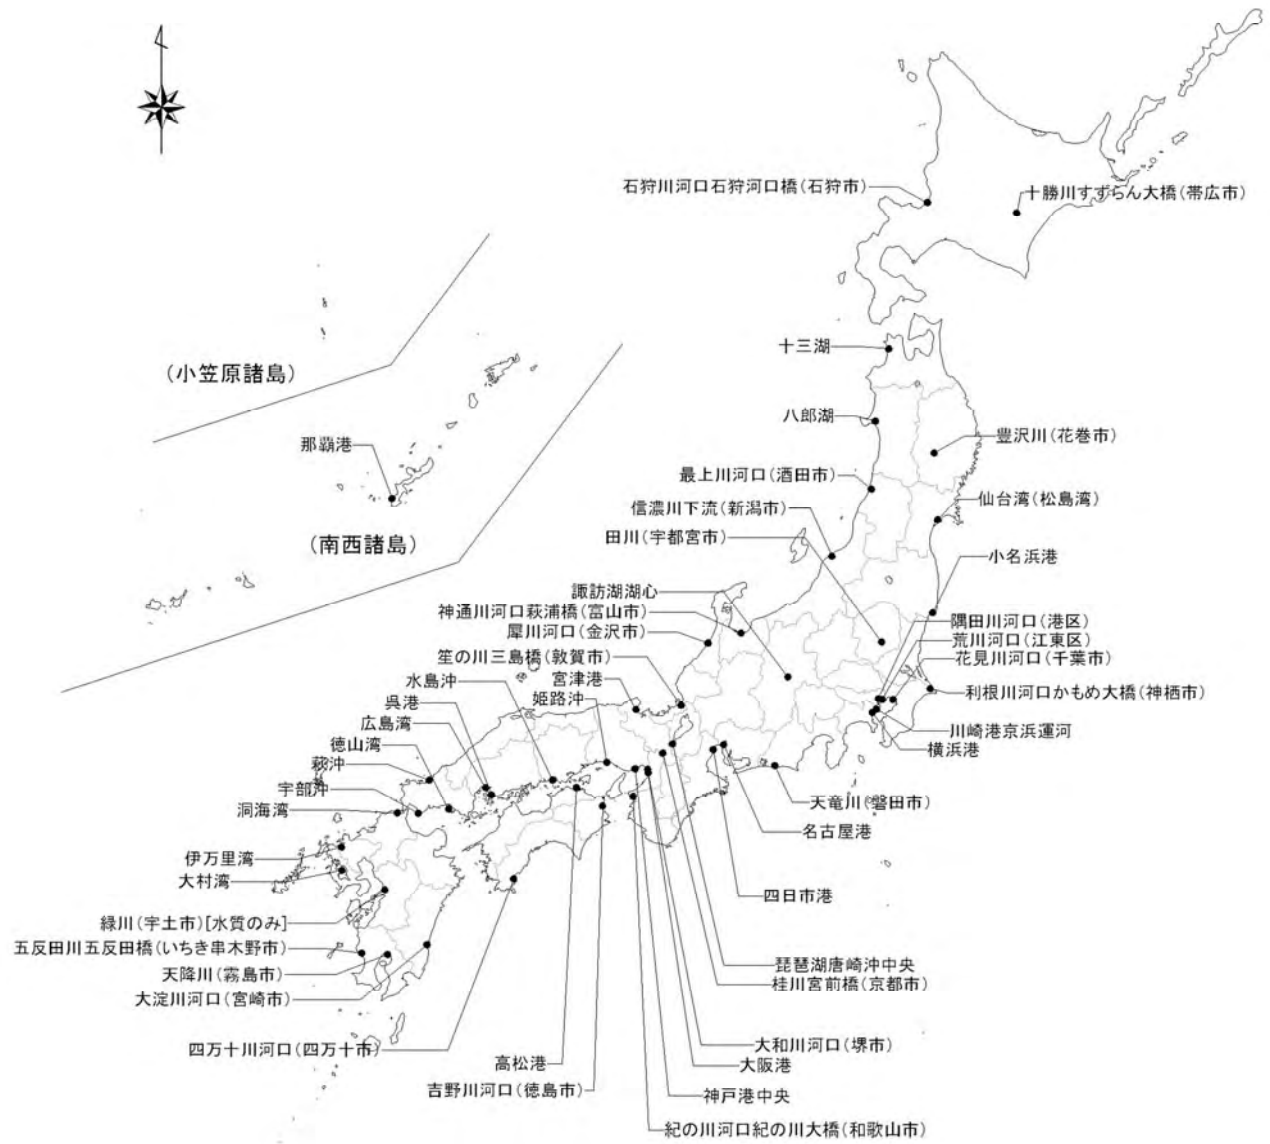 石狩川河口石狩河口橋(石狩市)
十勝川すずらん大橋(帯広市)
十三湖
(小笠原諸島)
八郎湖
豊沢川(花巻市)
那覇港
最上川河口(酒田市)
仙台湾(松島湾)
信濃川下流(新潟市)
田川(宇都宮市)
(南西諸島)
小名浜港
諏訪湖湖心
神通川河口萩浦橋(富山市)
隅田川河口(港区)
犀川河口(金沢市)
荒川河口(江東区)
笙の川三島橋(敦賀市)
花見川河口(千葉市)
水島沖
宮津港
利根川河口かもめ大橋(神栖市)
呉港
姫路沖
広島湾
川崎港京浜運河
徳山湾
横浜港
萩沖
宇部沖
天竜川(磐田市)
洞海湾
名古屋港
伊万里湾
大村湾
四日市港
緑川(宇土市)[水質のみ]
五反田川五反田橋(いちき串木野市)
琵琶湖唐崎沖中央
天降川(霧島市)
桂川宮前橋(京都市)
大淀川河口(宮崎市)
四万十川河口(四万十市)
大和川河口(堺市)
高松港
大阪港
吉野川河口(徳島市)
神戸港中央
紀の川河口紀の川大橋(和歌山市)